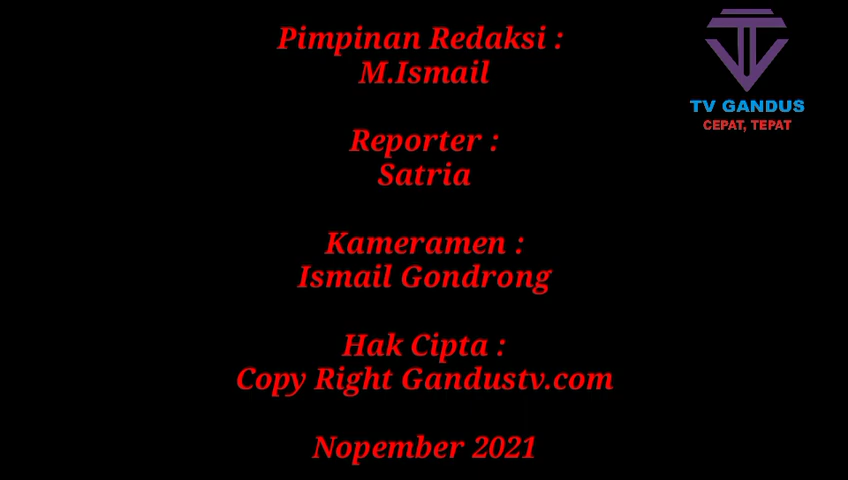 Pimpinan Redaksi :
M.Ismail
Reporter :
Satria
Kameramen :
Ismail Gondrong
Hak Cipta :
Copy Right Gandustv.com
Nopember 2021
TV GANDUS
CEPAT, TEPAT